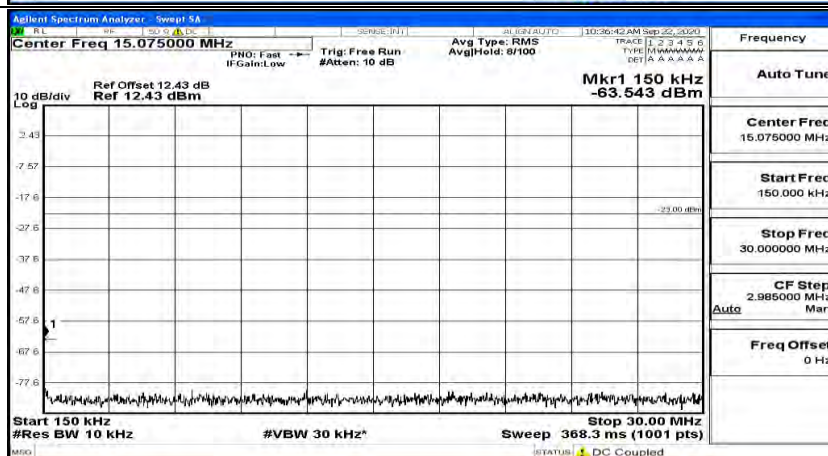 Agilent Spectrum Analyzer - Swept SA
RL RF 50 Ω DC SENSE:INT ALIGN AUTO 10:36:42 AM Sep 22, 2020
Center Freq 15.075000 MHz
PNO: Fast
IFGain:Low
Trig: Free Run
#Atten: 10 dB
Avg Type: RMS
Avg|Hold: 8/100
TRACE 1 2 3 4 5 6
TYPE MWWWWW
DET A A A A A A
Mkr1 150 kHz
-63.543 dBm
Ref Offset 12.43 dB
10 dB/div Ref 12.43 dBm
Log
2.43
-7.57
-17.6
-23.00 dBm
-27.6
-37.6
-47.6
-57.6
1
-67.6
-77.6
Start 150 kHz Stop 30.00 MHz
#Res BW 10 kHz #VBW 30 kHz* Sweep 368.3 ms (1001 pts)
MSG STATUS DC Coupled
Frequency
Auto Tune
Center Freq
15.075000 MHz
Start Freq
150.000 kHz
Stop Freq
30.000000 MHz
CF Step
2.985000 MHz
Auto Man
Freq Offset
0 Hz